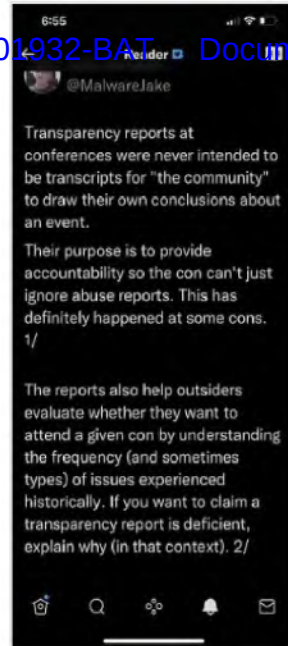 6:55
01932-BAT Docum
Render
@MalwareJake
Transparency reports at
conferences were never intended to
be transcripts for "the community"
to draw their own conclusions about
an event.
Their purpose is to provide
accountability so the con can't just
ignore abuse reports. This has
definitely happened at some cons.
1/
The reports also help outsiders
evaluate whether they want to
attend a given con by understanding
the frequency (and sometimes
types) of issues experienced
historically. If you want to claim a
transparency report is deficient,
explain why (in that context). 2/